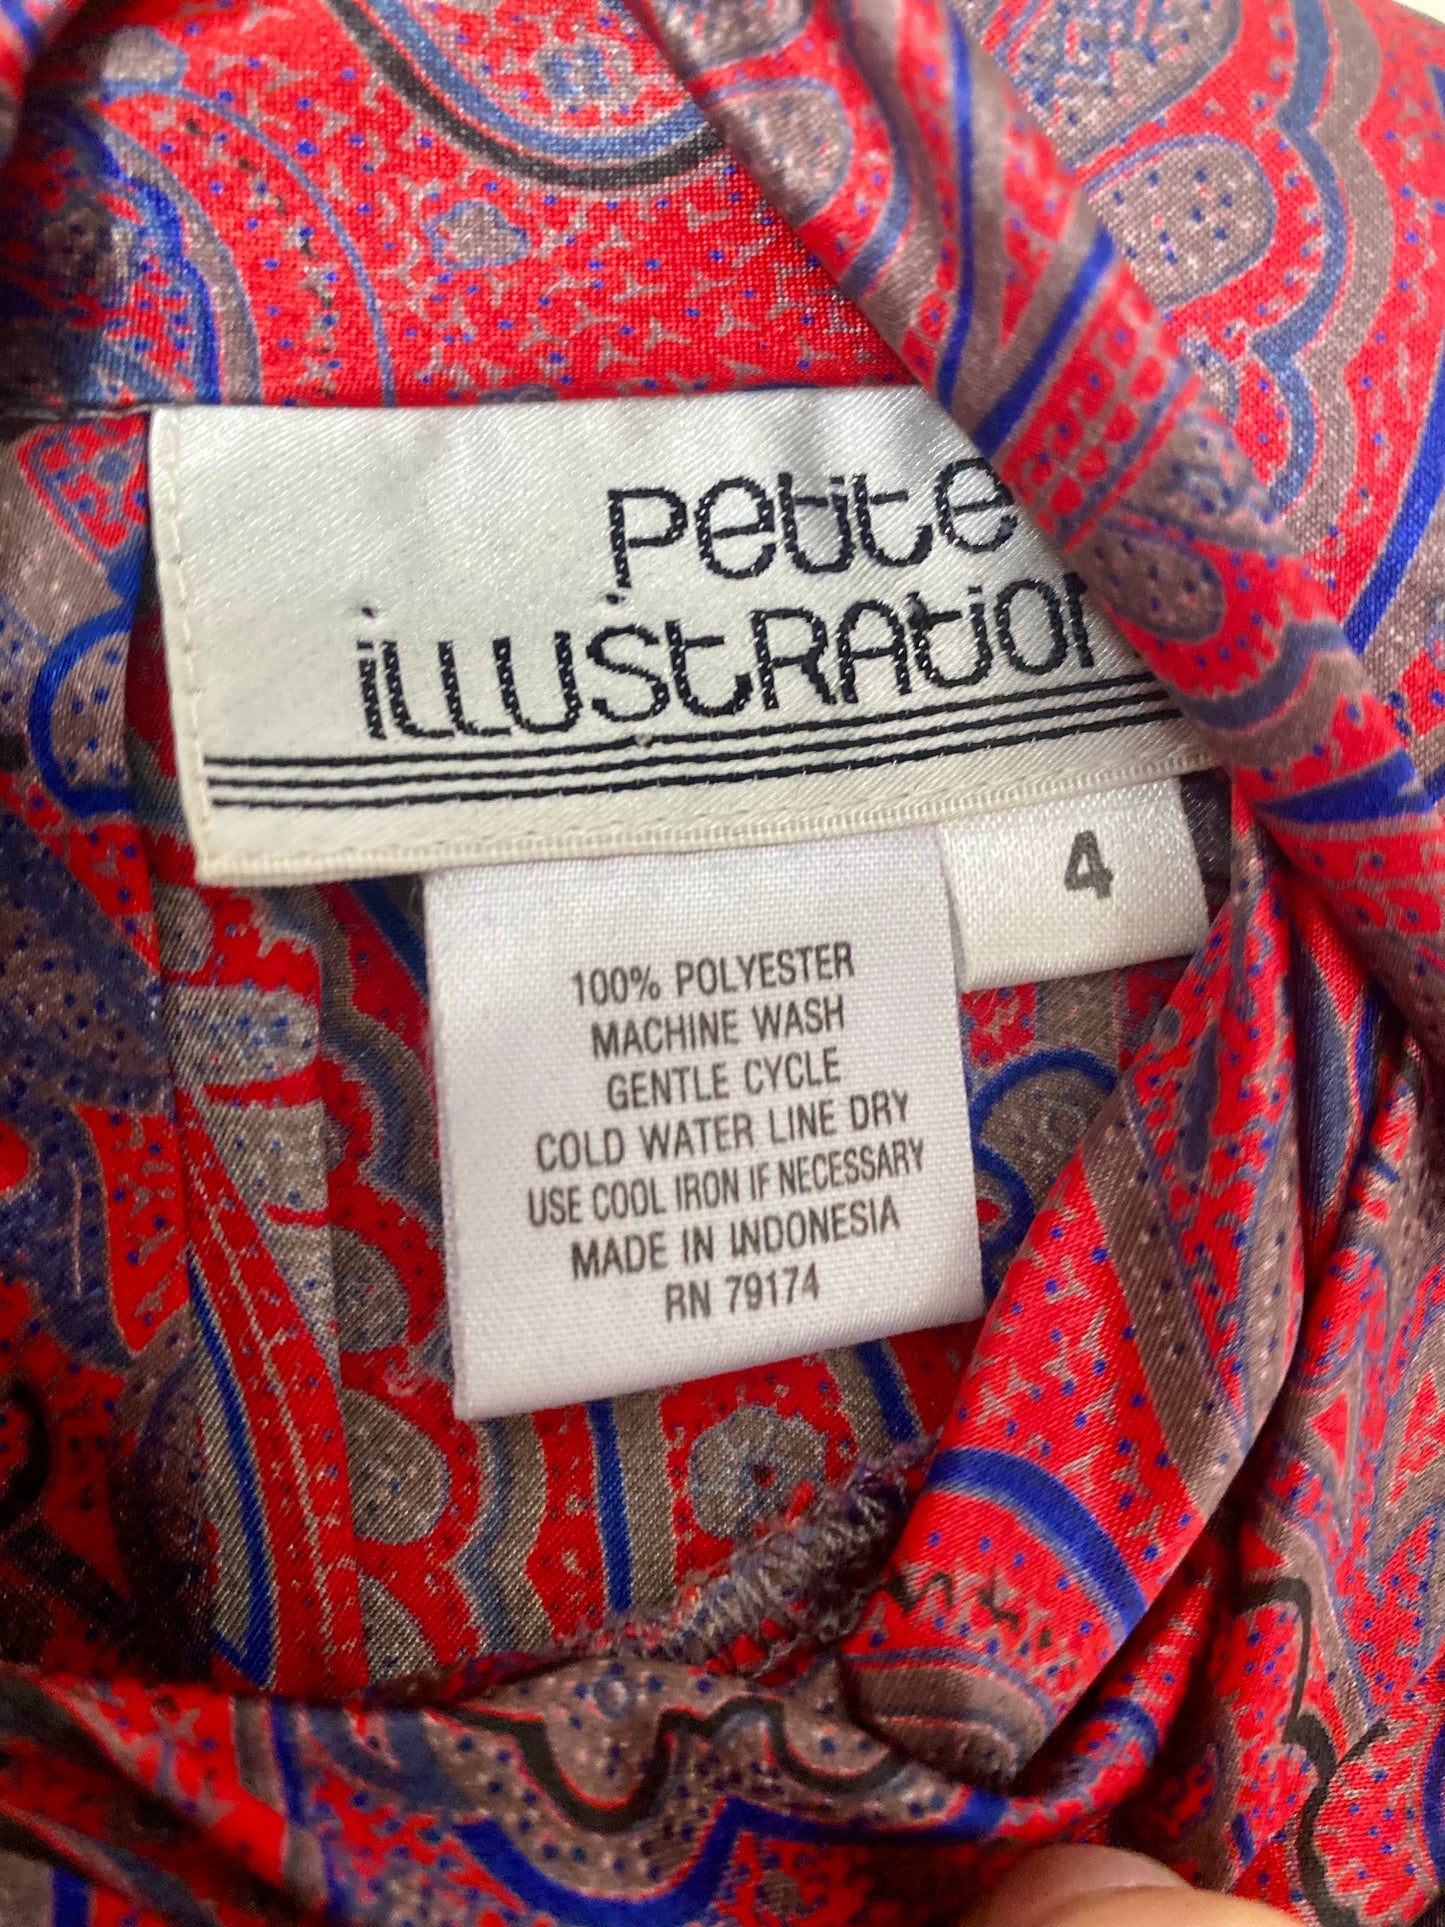 Petite
illustration
4
100% POLYESTER
MACHINE WASH
GENTLE CYCLE
COLD WATER LINE DRY
USE COOL IRON IF NECESSARY
MADE IN INDONESIA
RN 79174